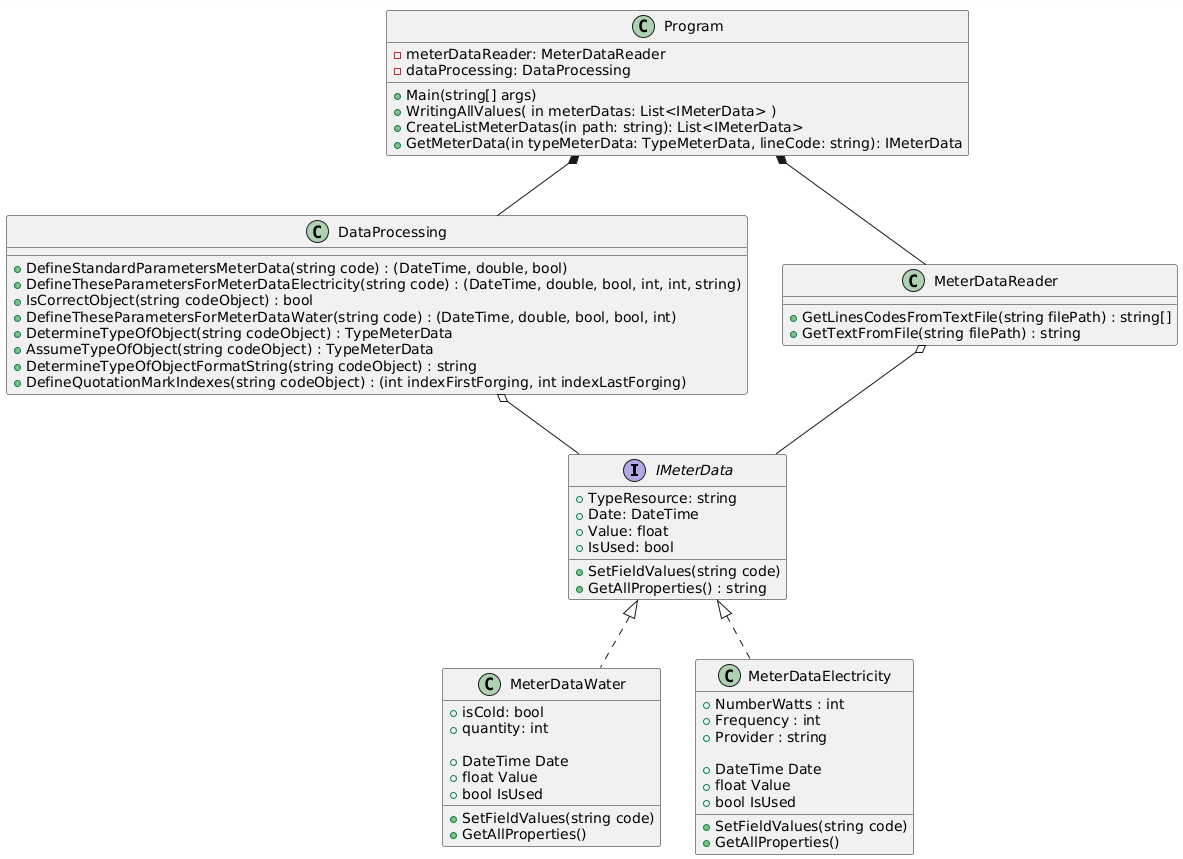 C Program
meterDataReader: MeterDataReader
dataProcessing: DataProcessing
Main(string[] args)
WritingAllValues( in meterDatas: List<IMeterData> )
CreateListMeterDatas(in path: string): List<IMeterData>
GetMeterData(in typeMeterData: TypeMeterData, lineCode: string): IMeterData
C DataProcessing
DefineStandardParametersMeterData(string code) : (DateTime, double, bool)
DefineTheseParametersForMeterDataElectricity(string code) : (DateTime, double, bool, int, int, string)
IsCorrectObject(string codeObject) : bool
DefineTheseParametersForMeterDataWater(string code) : (DateTime, double, bool, bool, int)
DetermineTypeOfObject(string codeObject) : TypeMeterData
AssumeTypeOfObject(string codeObject) : TypeMeterData
DetermineTypeOfObjectFormatString(string codeObject) : string
DefineQuotationMarkIndexes(string codeObject) : (int indexFirstForging, int indexLastForging)
C MeterDataReader
GetLinesCodesFromTextFile(string filePath) : string[]
GetTextFromFile(string filePath) : string
I IMeterData
TypeResource: string
Date: DateTime
Value: float
IsUsed: bool
SetFieldValues(string code)
GetAllProperties() : string
C MeterDataWater
isCold: bool
quantity: int
DateTime Date
float Value
bool IsUsed
SetFieldValues(string code)
GetAllProperties()
C MeterDataElectricity
NumberWatts : int
Frequency : int
Provider : string
DateTime Date
float Value
bool IsUsed
SetFieldValues(string code)
GetAllProperties()